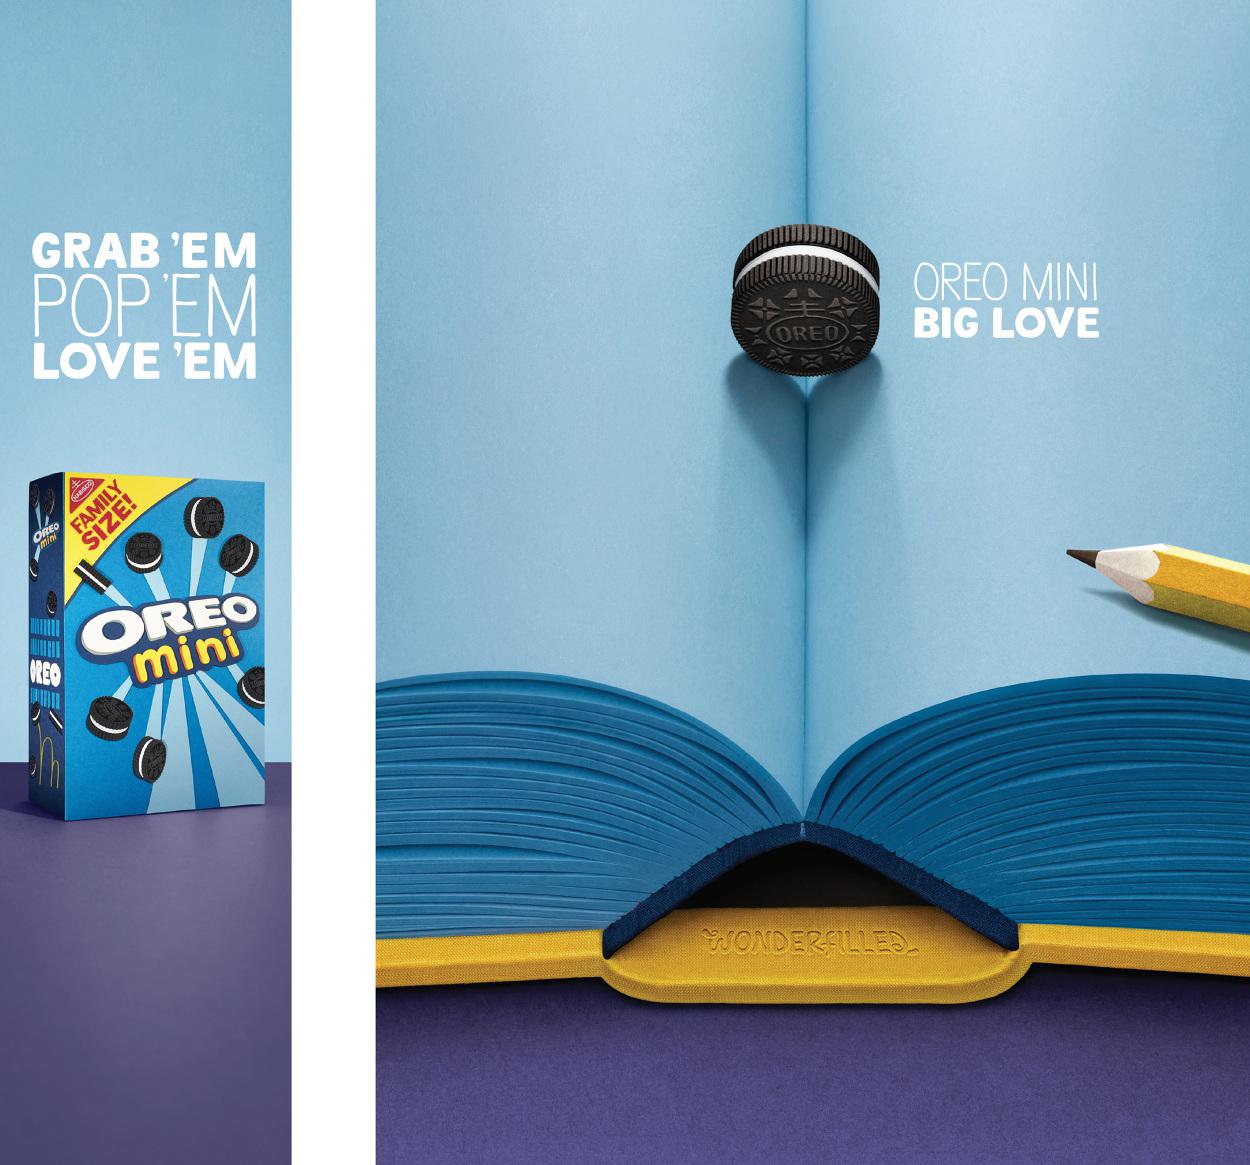 GRAB 'EM
POP 'EM
LOVE 'EM
NABISCO
FAMILY
SIZE!
OREO
mini
OREO
mini
OREO
OREO
OREO MINI
BIG LOVE
WONDERFILLED